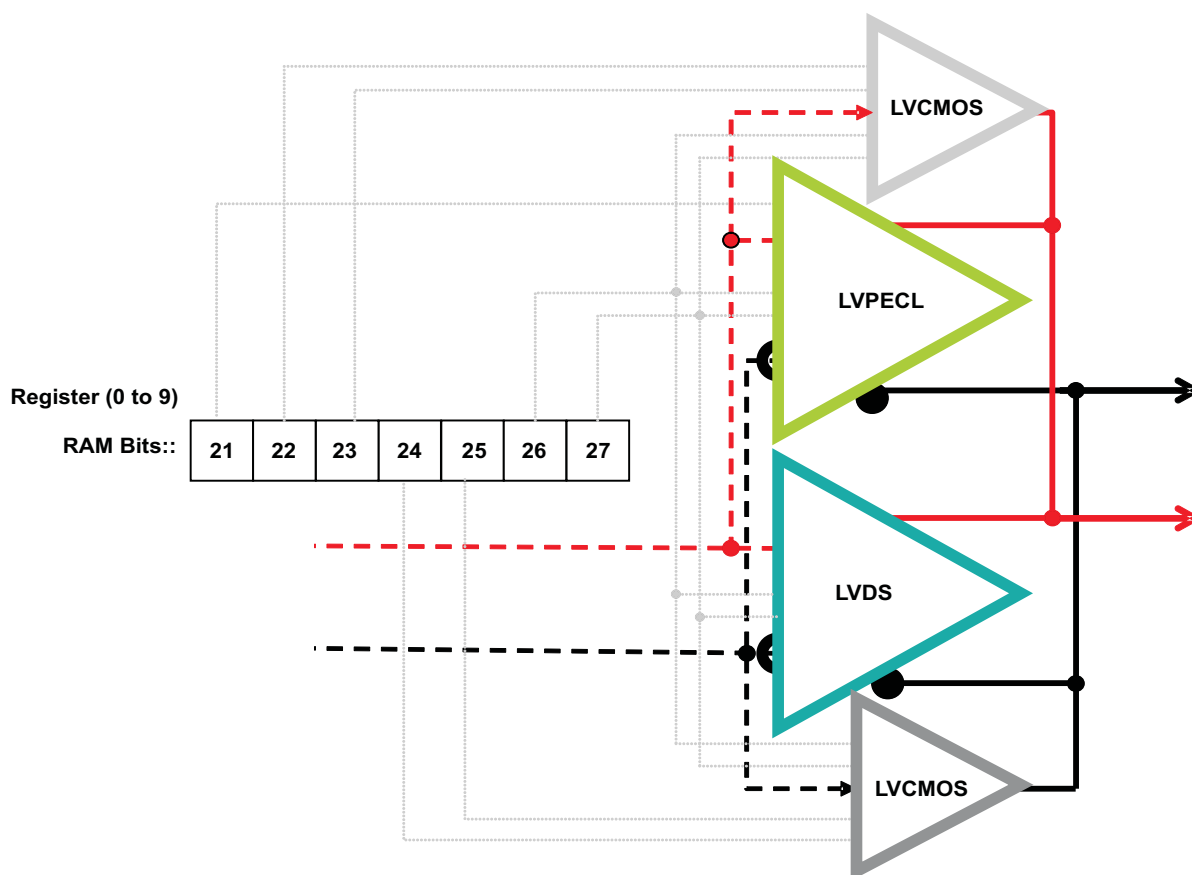 LVCMOS
LVPECL
Register (0 to 9)
RAM Bits::
21 22 23 24 25 26 27
LVDS
LVCMOS